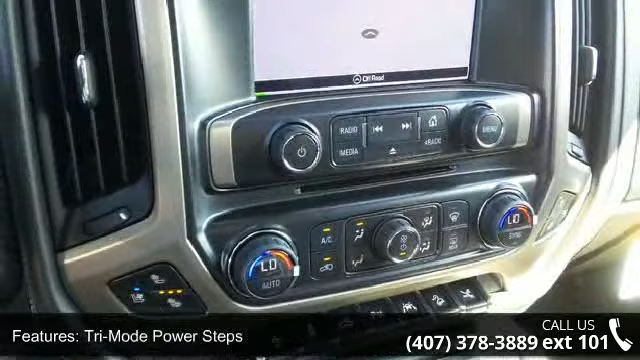 Off Road
RADIO
MEDIA
BACK
MENU
LO
AUTO
A/C
LO
SYNC
Features: Tri-Mode Power Steps
CALL US
(407) 378-3889 ext 101